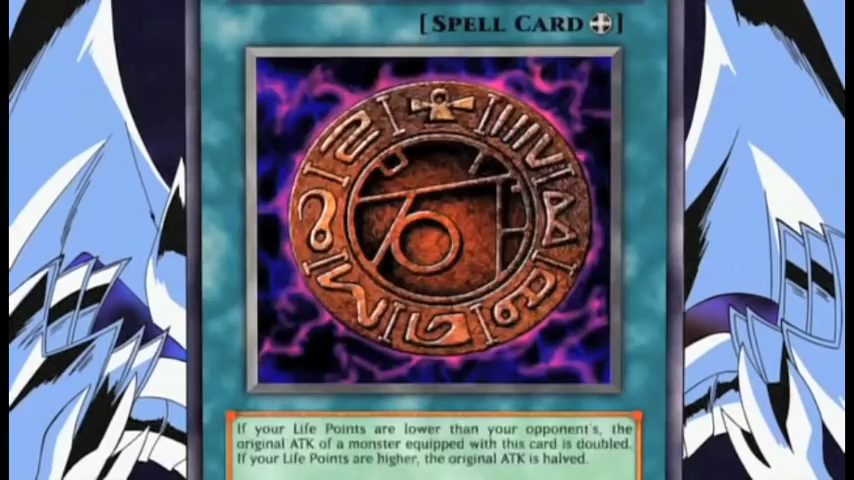 [SPELL CARD]
If your Life Points are lower than your opponent's, the
original ATK of a monster equipped with this card is doubled.
If your Life Points are higher, the original ATK is halved.